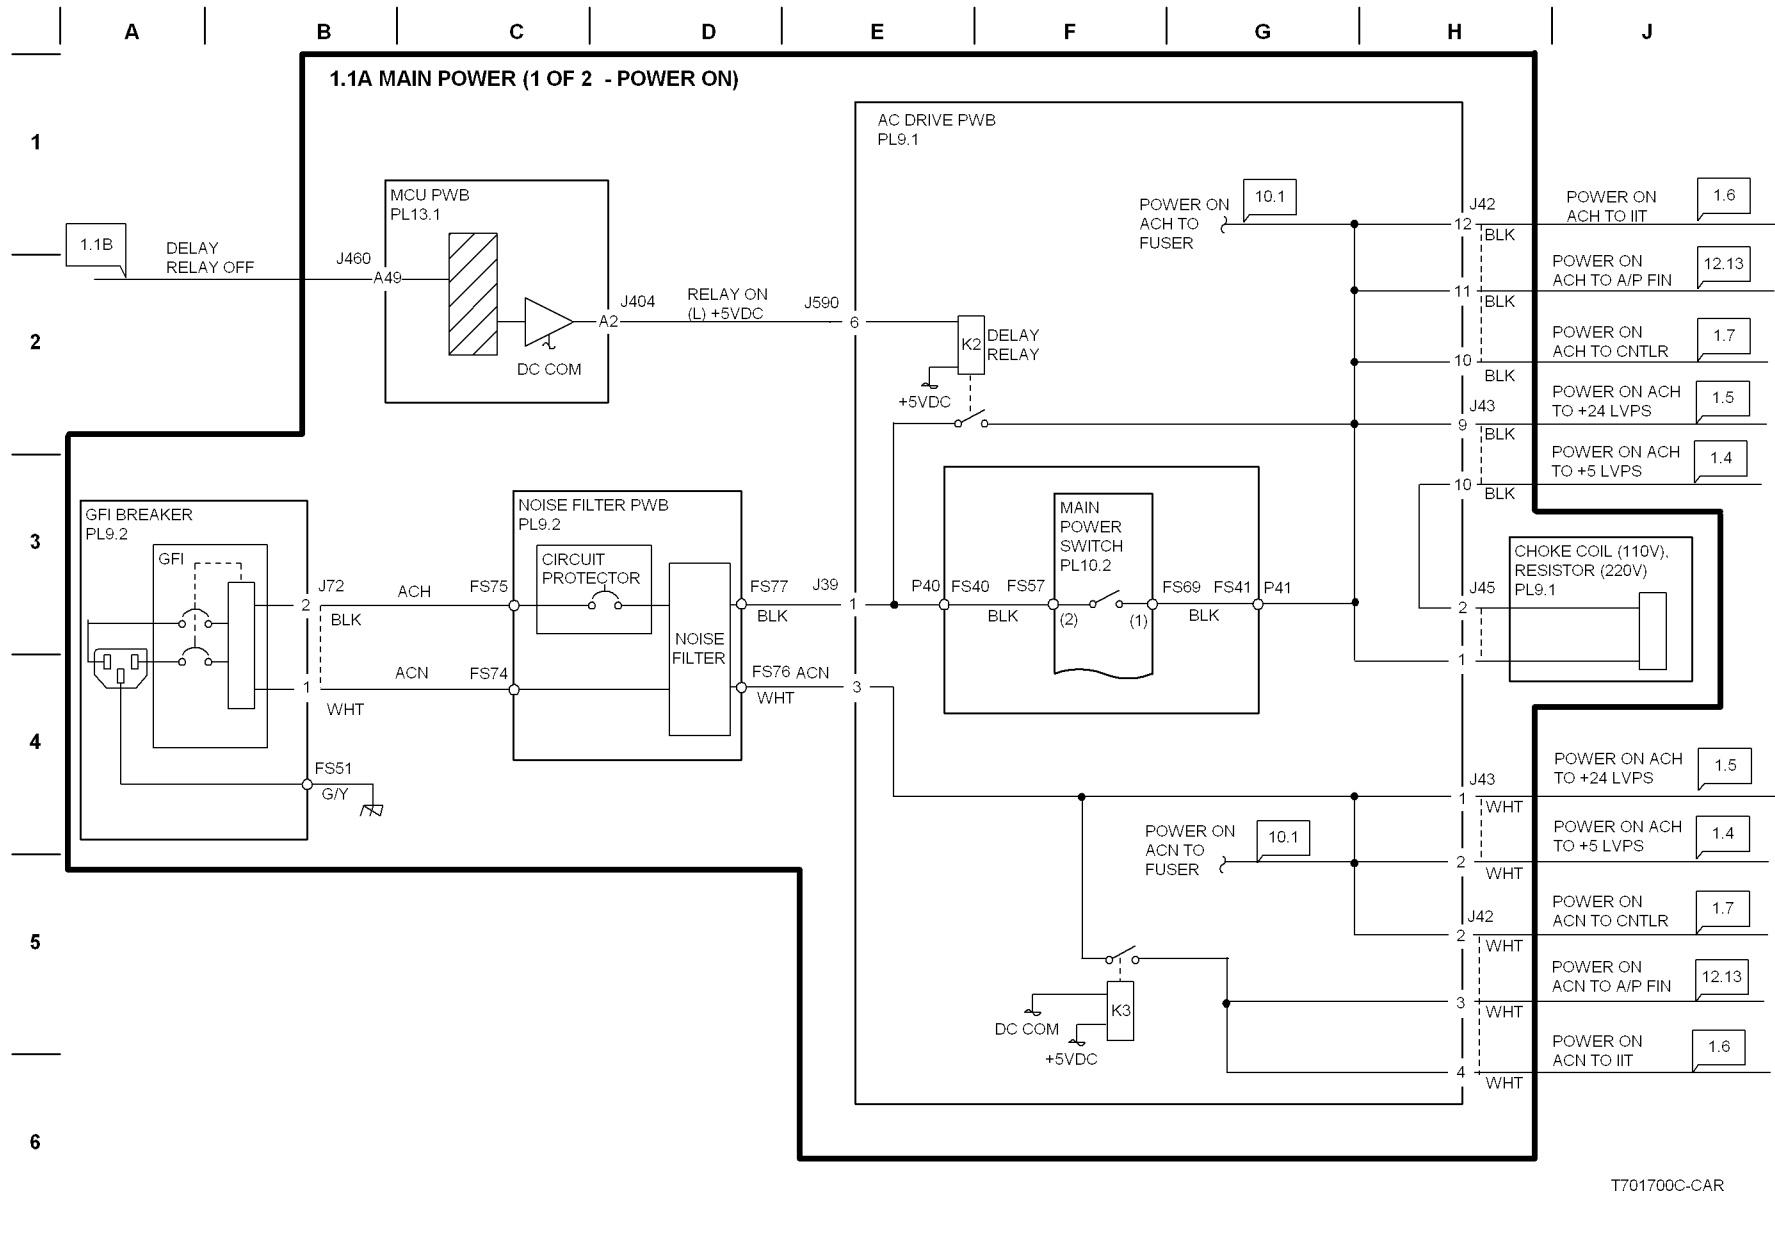 A B C D E F G H J
1.1A MAIN POWER (1 OF 2 - POWER ON)
1
2
3
4
5
6
1.1B
DELAY
RELAY OFF
J460
A49
MCU PWB
PL13.1
DC COM
J404
A2
RELAY ON
(L) +5VDC
J590
6
AC DRIVE PWB
PL9.1
K2
DELAY
RELAY
+5VDC
POWER ON
ACH TO
FUSER
10.1
J42
12
BLK
POWER ON
ACH TO IIT
1.6
11
BLK
POWER ON
ACH TO A/P FIN
12.13
10
BLK
POWER ON
ACH TO CNTLR
1.7
J43
9
BLK
POWER ON ACH
TO +24 LVPS
1.5
10
BLK
POWER ON ACH
TO +5 LVPS
1.4
GFI BREAKER
PL9.2
GFI
J72
2
BLK
ACH
FS75
1
WHT
ACN
FS74
FS51
G/Y
NOISE FILTER PWB
PL9.2
CIRCUIT
PROTECTOR
NOISE
FILTER
FS77
BLK
J39
1
FS76 ACN
WHT
3
P40
FS40
BLK
FS57
MAIN
POWER
SWITCH
PL10.2
(2)
(1)
FS69
BLK
FS41
P41
J45
2
1
CHOKE COIL (110V),
RESISTOR (220V)
PL9.1
J43
1
WHT
POWER ON ACH
TO +24 LVPS
1.5
POWER ON
ACN TO
FUSER
10.1
2
WHT
POWER ON ACH
TO +5 LVPS
1.4
J42
2
WHT
POWER ON
ACN TO CNTLR
1.7
K3
DC COM
+5VDC
3
WHT
POWER ON
ACN TO A/P FIN
12.13
4
WHT
POWER ON
ACN TO IIT
1.6
T701700C-CAR